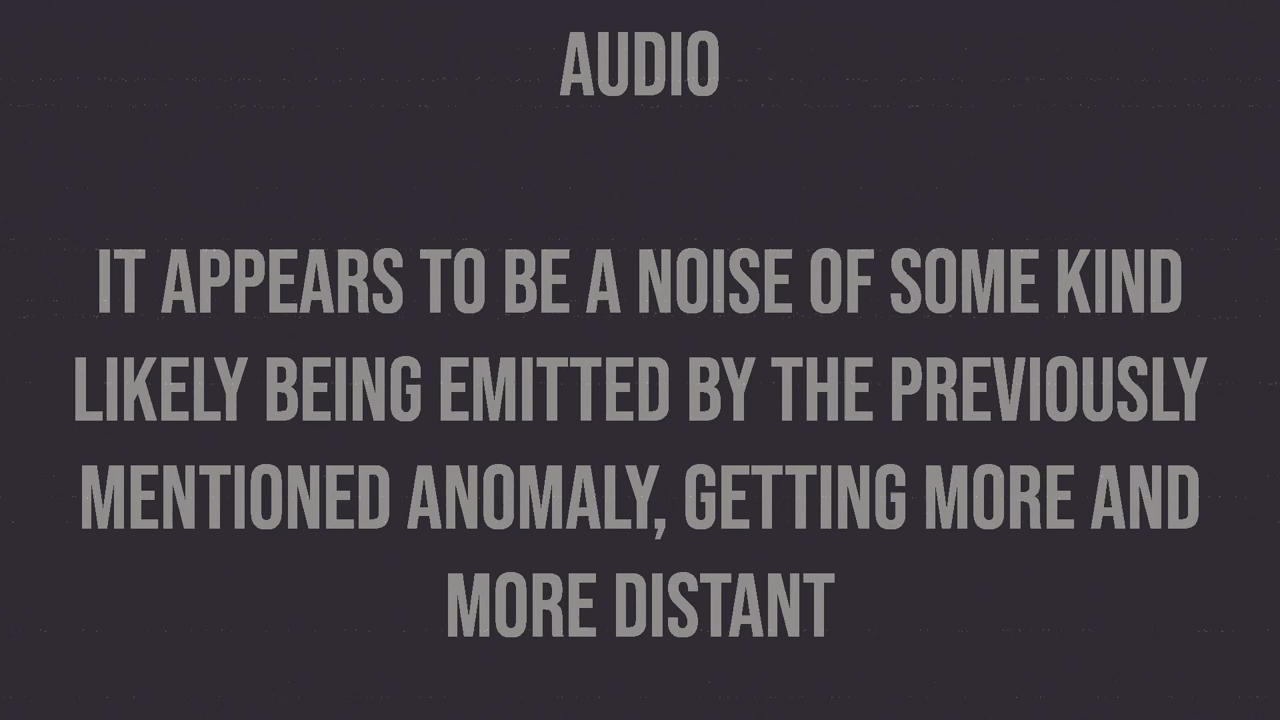 AUDIO
IT APPEARS TO BE A NOISE OF SOME KIND
LIKELY BEING EMITTED BY THE PREVIOUSLY
MENTIONED ANOMALY, GETTING MORE AND
MORE DISTANT